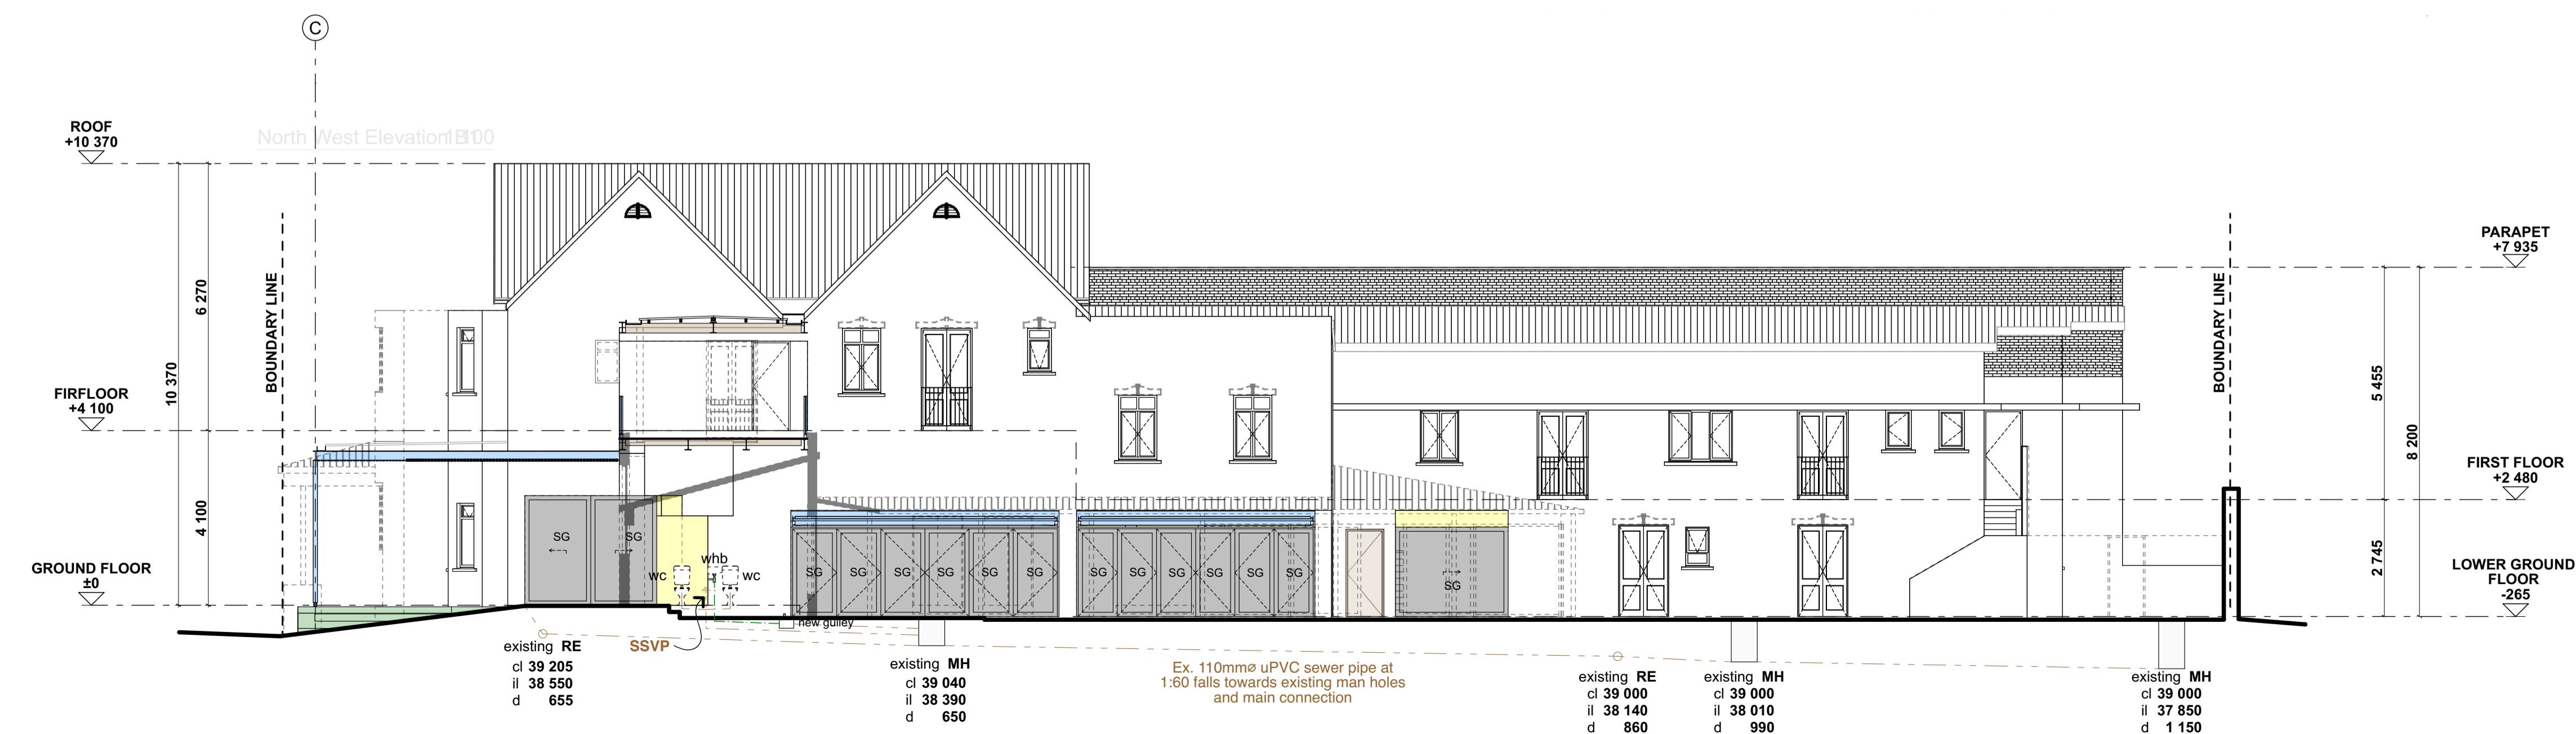 C
North West Elevation B
1:100
ROOF
+10 370
FIRFLOOR
+4 100
GROUND FLOOR
±0
10 370
6 270
4 100
BOUNDARY LINE
SG
SG
wc
whb
wc
SG
SG
SG
SG
SG
SG
SG
SG
SG
SG
SG
SG
SG
new gulley
SSVP
existing RE
cl 39 205
il 38 550
d 655
existing MH
cl 39 040
il 38 390
d 650
Ex. 110mm⌀ uPVC sewer pipe at
1:60 falls towards existing man holes
and main connection
existing RE
cl 39 000
il 38 140
d 860
existing MH
cl 39 000
il 38 010
d 990
existing MH
cl 39 000
il 37 850
d 1 150
BOUNDARY LINE
5 455
2 745
8 200
PARAPET
+7 935
FIRST FLOOR
+2 480
LOWER GROUND
FLOOR
-265